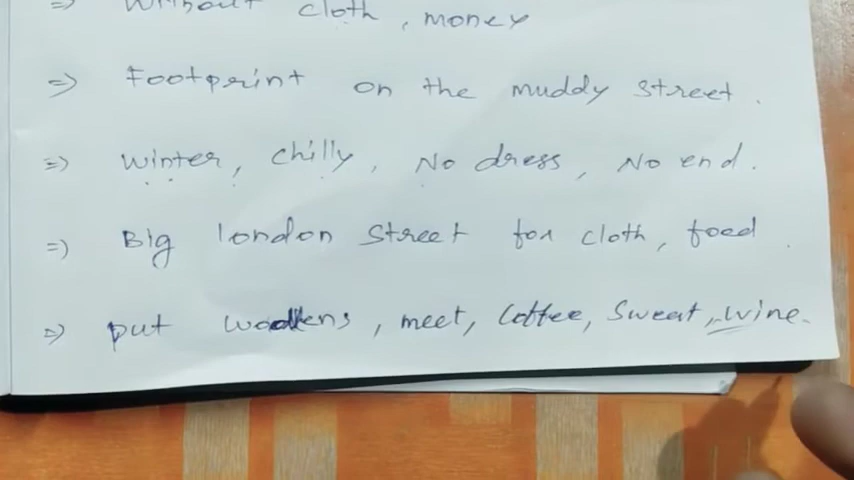 => Without cloth, money
=> Footprint on the muddy street.
=> Winter, chilly, No dress, No end.
=> Big london street for cloth, food.
=> put woollens, meet, Coffee, Sweat, wine.